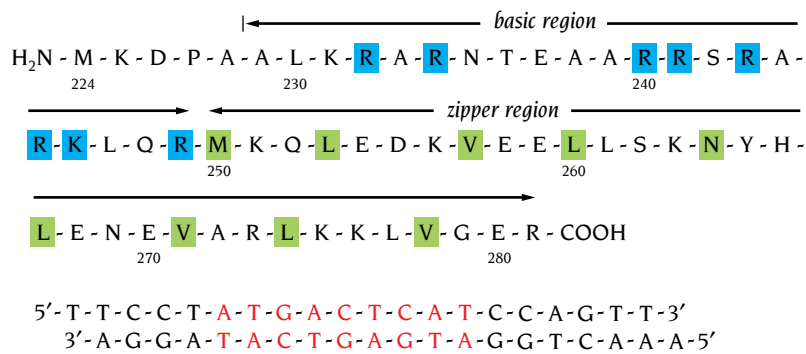 basic region
H₂N - M - K - D - P - A - A - L - K - R - A - R - N - T - E - A - A - R - R - S - R - A -
224 230 240
zipper region
R - K - L - Q - R - M - K - Q - L - E - D - K - V - E - E - L - L - S - K - N - Y - H -
250 260
L - E - N - E - V - A - R - L - K - K - L - V - G - E - R - COOH
270 280
5′- T - T - C - C - T - A - T - G - A - C - T - C - A - T - C - C - A - G - T - T - 3′
3′- A - G - G - A - T - A - C - T - G - A - G - T - A - G - G - T - C - A - A - A - 5′